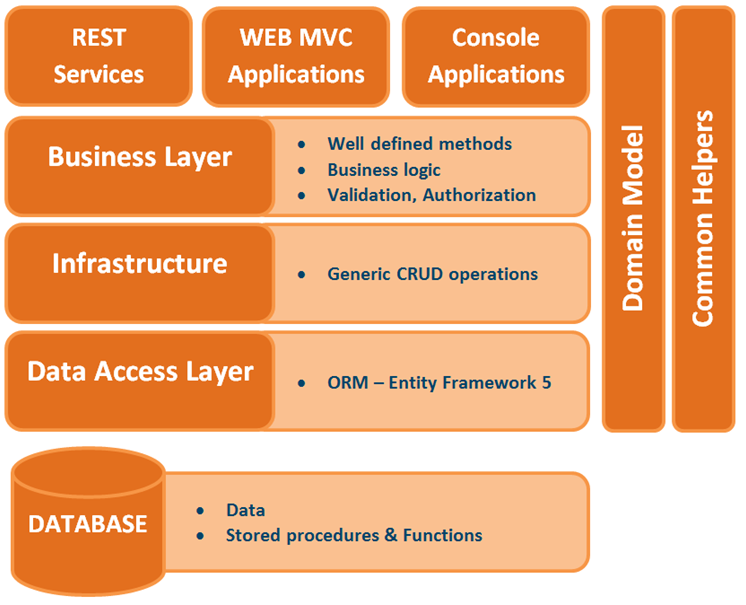 REST
Services
WEB MVC
Applications
Console
Applications
Business Layer
• Well defined methods
• Business logic
• Validation, Authorization
Infrastructure
• Generic CRUD operations
Data Access Layer
• ORM – Entity Framework 5
DATABASE
• Data
• Stored procedures & Functions
Domain Model
Common Helpers